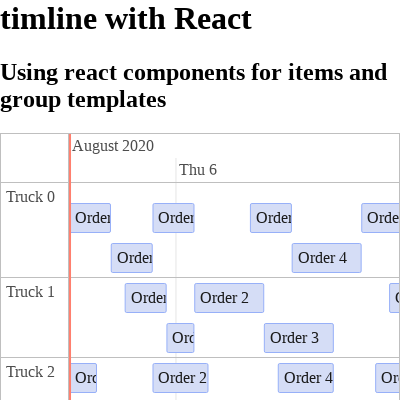 timline with React
Using react components for items and
group templates
August 2020
Thu 6
Truck 0
Order Order Order Orde
Order Order 4
Truck 1
Order Order 2
Ord Order 3
Truck 2
Ord Order 2 Order 4 Ord